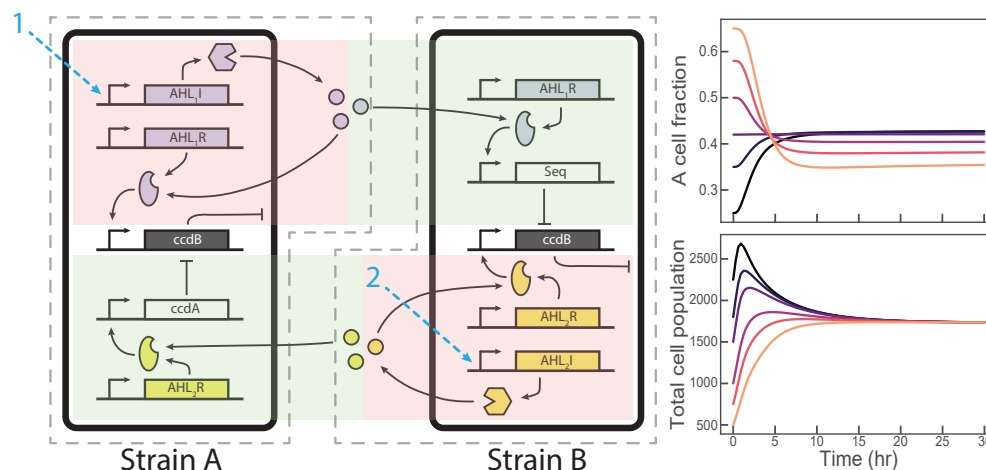 1
AHL₁I
AHL₁R
ccdB
ccdA
AHL₂R
Strain A
AHL₁R
Seq
ccdB
2
AHL₂R
AHL₂I
Strain B
A cell fraction
0.6
0.5
0.4
0.3
Total cell population
2500
2000
1500
1000
500
0 5 10 15 20 25 30
Time (hr)